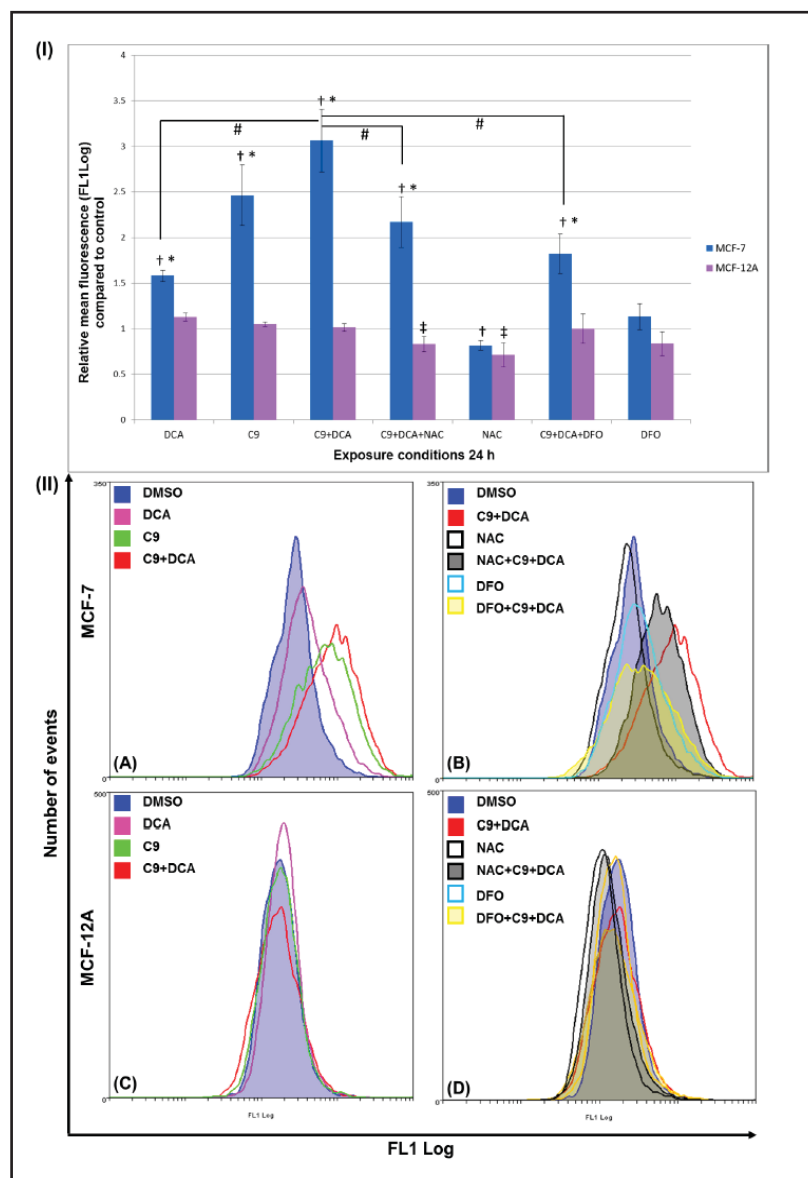 (I)
Relative mean fluorescence (FL1Log)
compared to control
4
3.5
3
2.5
2
1.5
1
0.5
0
† *
† *
† *
† *
‡
† ‡
† *
#
#
#
MCF-7
MCF-12A
DCA C9 C9+DCA C9+DCA+NAC NAC C9+DCA+DFO DFO
Exposure conditions 24 h
(II)
Number of events
MCF-7
350
DMSO
DCA
C9
C9+DCA
(A)
350
DMSO
C9+DCA
NAC
NAC+C9+DCA
DFO
DFO+C9+DCA
(B)
MCF-12A
500
DMSO
DCA
C9
C9+DCA
(C)
FL1 Log
500
DMSO
C9+DCA
NAC
NAC+C9+DCA
DFO
DFO+C9+DCA
(D)
FL1 Log
FL1 Log